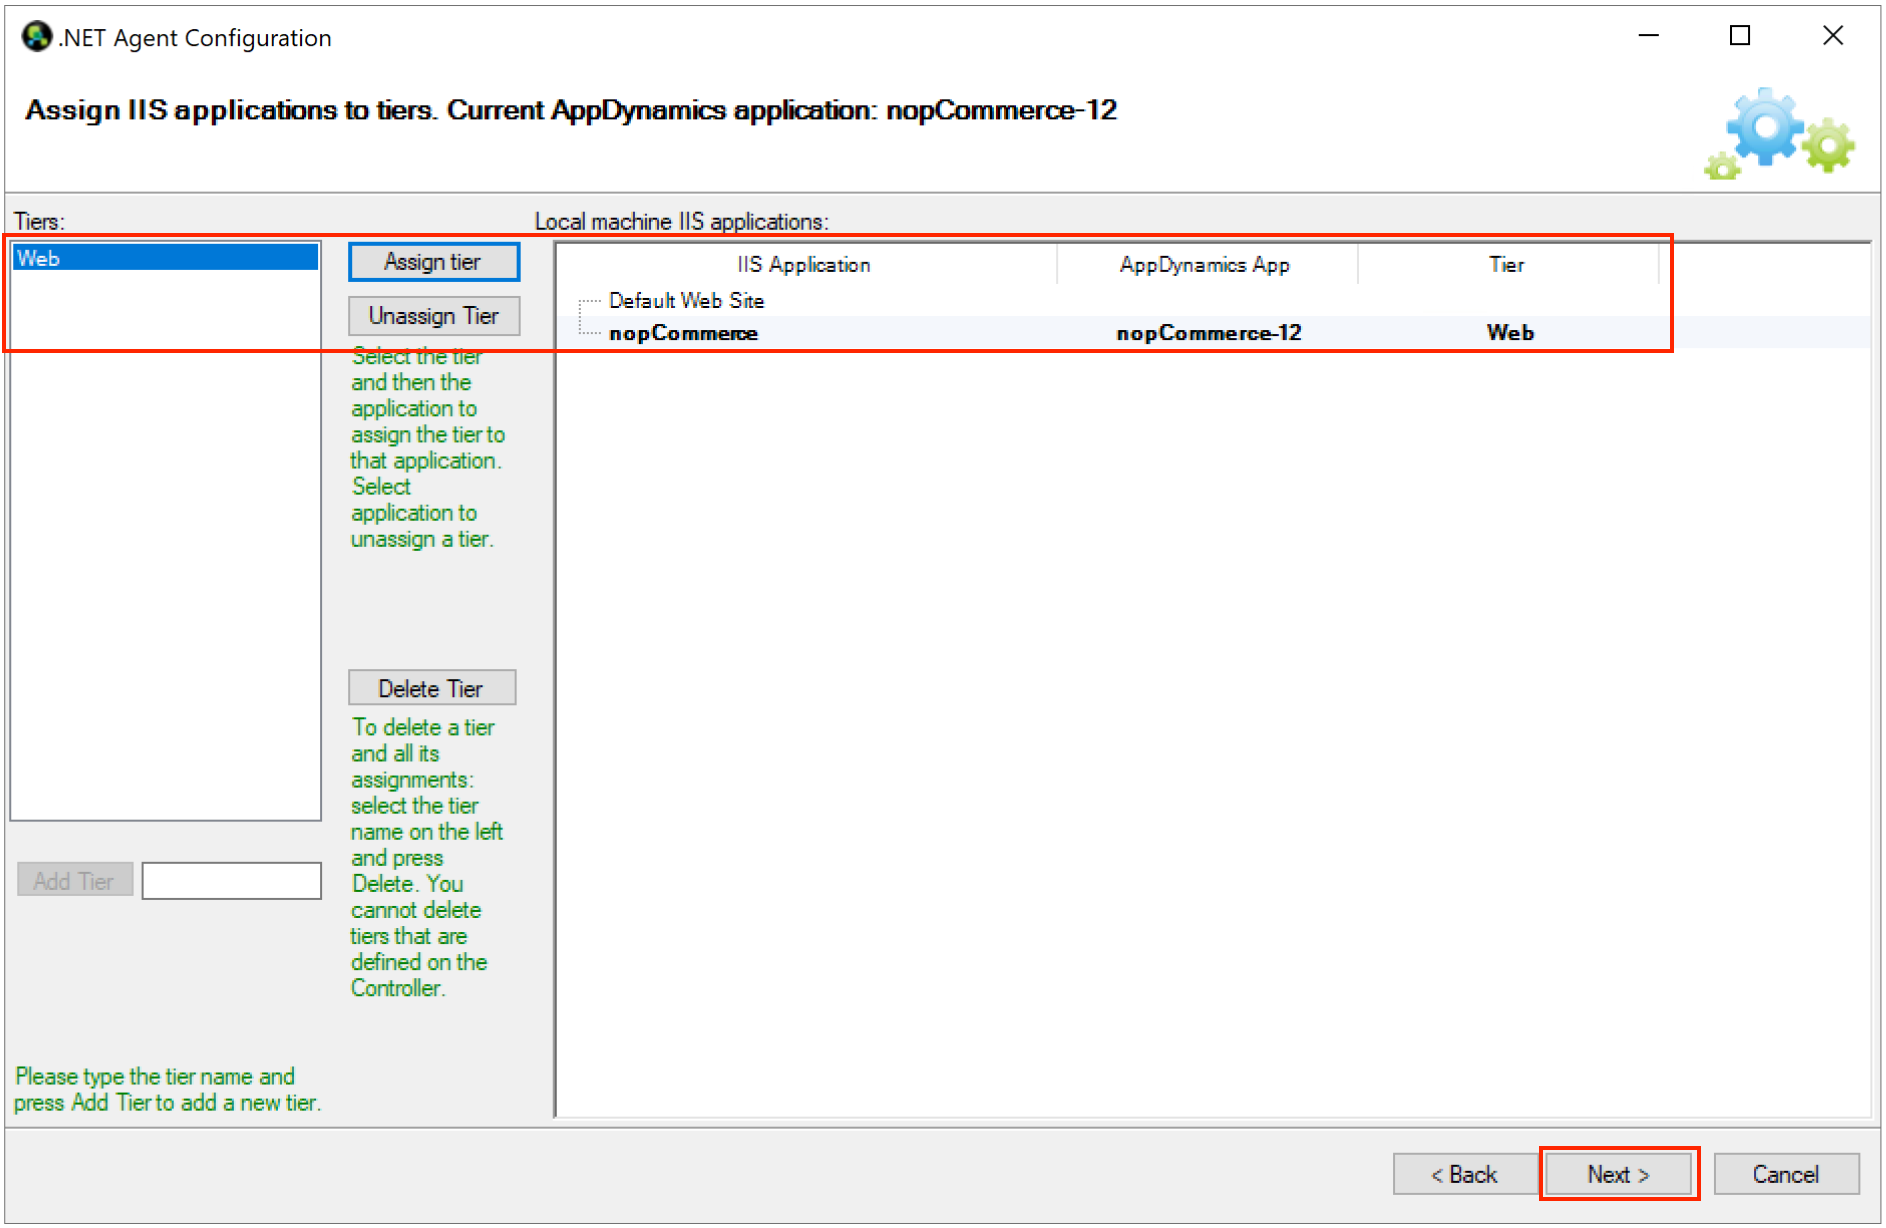 .NET Agent Configuration
Assign IIS applications to tiers. Current AppDynamics application: nopCommerce-12
Tiers:
Local machine IIS applications:
Web
Assign tier
Unassign Tier
Select the tier
and then the
application to
assign the tier to
that application.
Select
application to
unassign a tier.
Delete Tier
To delete a tier
and all its
assignments:
select the tier
name on the left
and press
Delete. You
cannot delete
tiers that are
defined on the
Controller.
Add Tier
Please type the tier name and
press Add Tier to add a new tier.
IIS Application AppDynamics App Tier
Default Web Site
nopCommerce nopCommerce-12 Web
< Back Next > Cancel